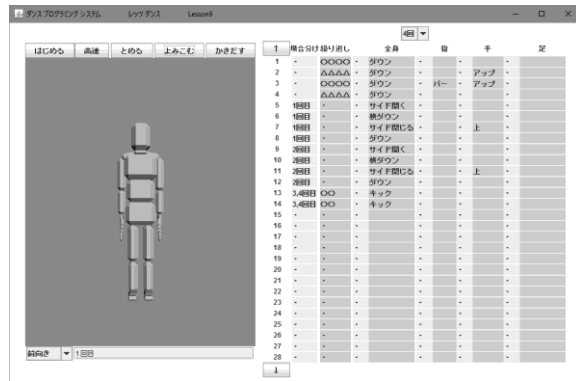 ダンス プログラミング システム レッツ ダンス Lesson9
4回
はじめる 高速 とめる よみこむ かきだす
↑ 場合分け 繰り返し 全身 指 手 足
1 - ○○○○ - ダウン - - -
2 - △△△△ - ダウン - - アップ -
3 - ○○○○ - ダウン - パー - アップ -
4 - △△△△ - ダウン - - -
5 1回目 - - サイド開く - - -
6 1回目 - - 横ダウン - - -
7 1回目 - - サイド閉じる - - 上 -
8 1回目 - - ダウン - - -
9 2回目 - - サイド開く - - -
10 2回目 - - 横ダウン - - -
11 2回目 - - サイド閉じる - - 上 -
12 2回目 - - ダウン - - -
13 3,4回目 ○○ - キック - - -
14 3,4回目 ○○ - キック - - -
15 - - - - - -
16 - - - - - -
17 - - - - - -
18 - - - - - -
19 - - - - - -
20 - - - - - -
21 - - - - - -
22 - - - - - -
23 - - - - - -
24 - - - - - -
25 - - - - - -
26 - - - - - -
27 - - - - - -
28 - - - - - -
↓
前向き 1回目